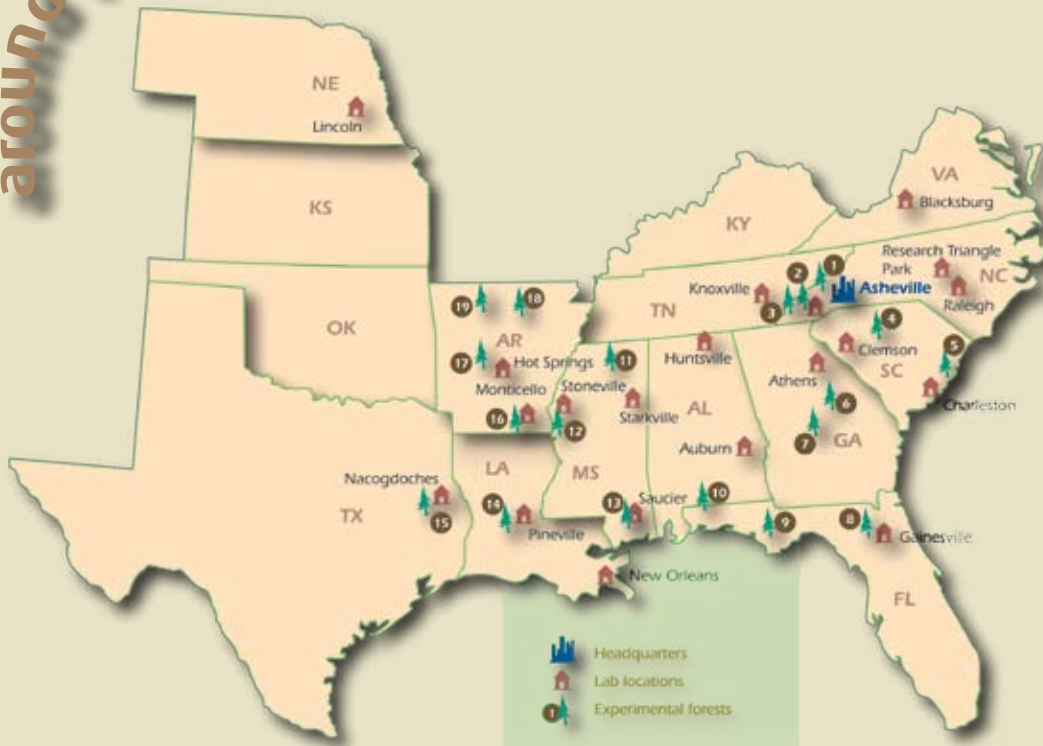 around
NE
Lincoln
KS
OK
TX
Nacogdoches
15
19
18
AR
17
Hot Springs
Monticello
16
LA
14
Pineville
New Orleans
Stoneville
11
Starkville
12
MS
13
Saucier
KY
TN
Knoxville
2
1
3
Asheville
Huntsville
AL
Auburn
10
VA
Blacksburg
Research Triangle
Park
NC
Raleigh
4
Clemson
SC
5
Charleston
Athens
6
7
GA
9
8
Gainesville
FL
Headquarters
Lab locations
1
Experimental forests